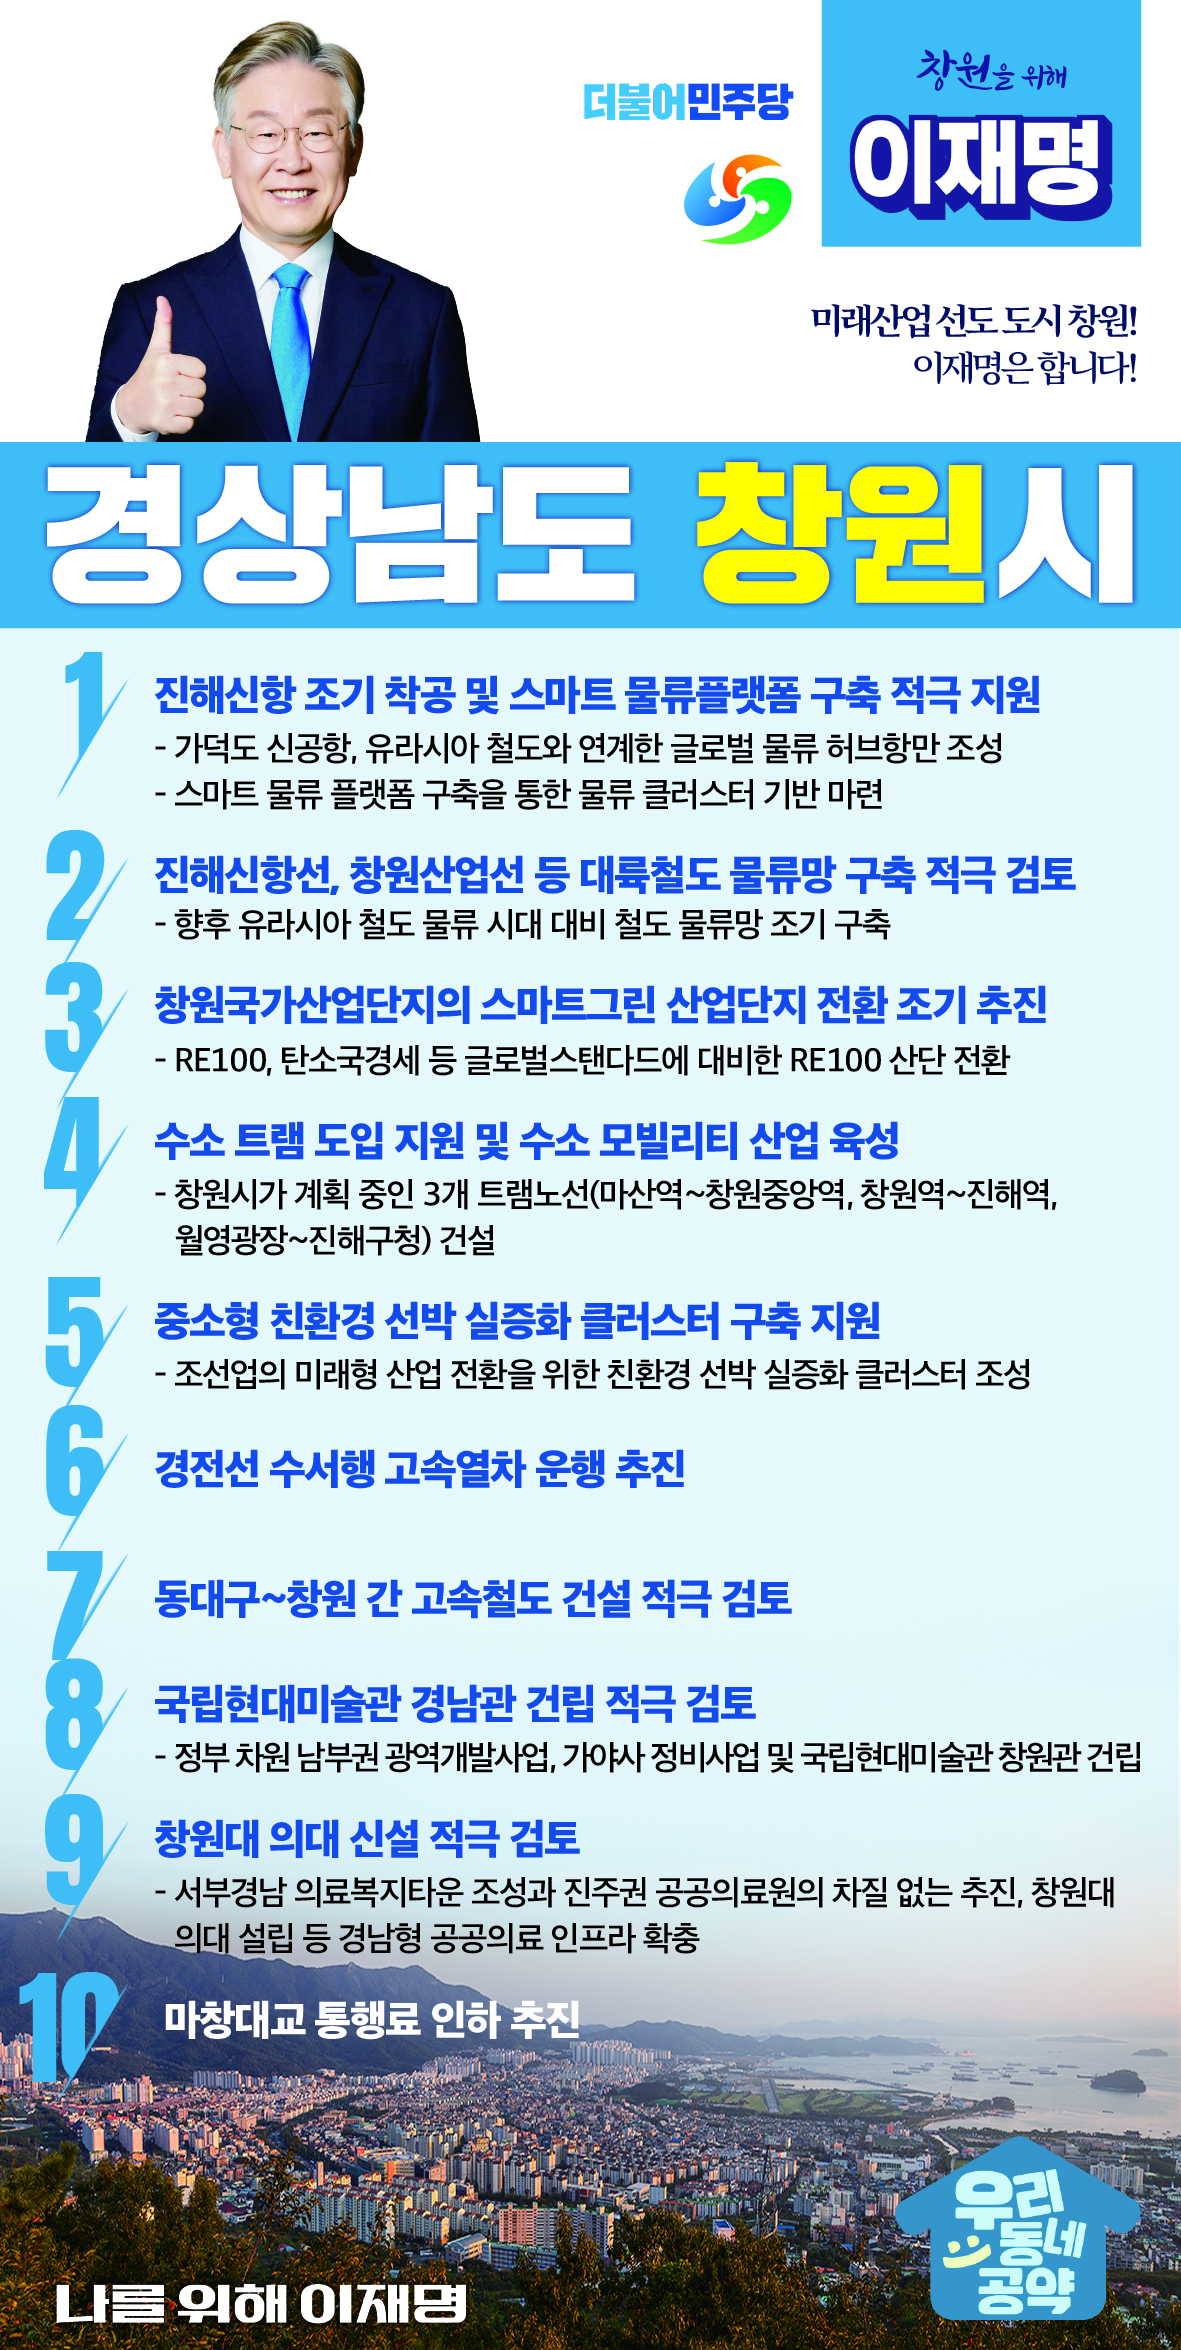 더불어민주당
창원을 위해
이재명
미래산업 선도 도시 창원!
이재명은 합니다!
경상남도 창원시
1
진해신항 조기 착공 및 스마트 물류플랫폼 구축 적극 지원
- 가덕도 신공항, 유라시아 철도와 연계한 글로벌 물류 허브항만 조성
- 스마트 물류 플랫폼 구축을 통한 물류 클러스터 기반 마련
2
진해신항선, 창원산업선 등 대륙철도 물류망 구축 적극 검토
- 향후 유라시아 철도 물류 시대 대비 철도 물류망 조기 구축
3
창원국가산업단지의 스마트그린 산업단지 전환 조기 추진
- RE100, 탄소국경세 등 글로벌스탠다드에 대비한 RE100 산단 전환
4
수소 트램 도입 지원 및 수소 모빌리티 산업 육성
- 창원시가 계획 중인 3개 트램노선(마산역~창원중앙역, 창원역~진해역,
월영광장~진해구청) 건설
5
중소형 친환경 선박 실증화 클러스터 구축 지원
- 조선업의 미래형 산업 전환을 위한 친환경 선박 실증화 클러스터 조성
6
경전선 수서행 고속열차 운행 추진
7
동대구~창원 간 고속철도 건설 적극 검토
8
국립현대미술관 경남관 건립 적극 검토
- 정부 차원 남부권 광역개발사업, 가야사 정비사업 및 국립현대미술관 창원관 건립
9
창원대 의대 신설 적극 검토
- 서부경남 의료복지타운 조성과 진주권 공공의료원의 차질 없는 추진, 창원대
의대 설립 등 경남형 공공의료 인프라 확충
10
마창대교 통행료 인하 추진
나를 위해 이재명
우리
동네
공약